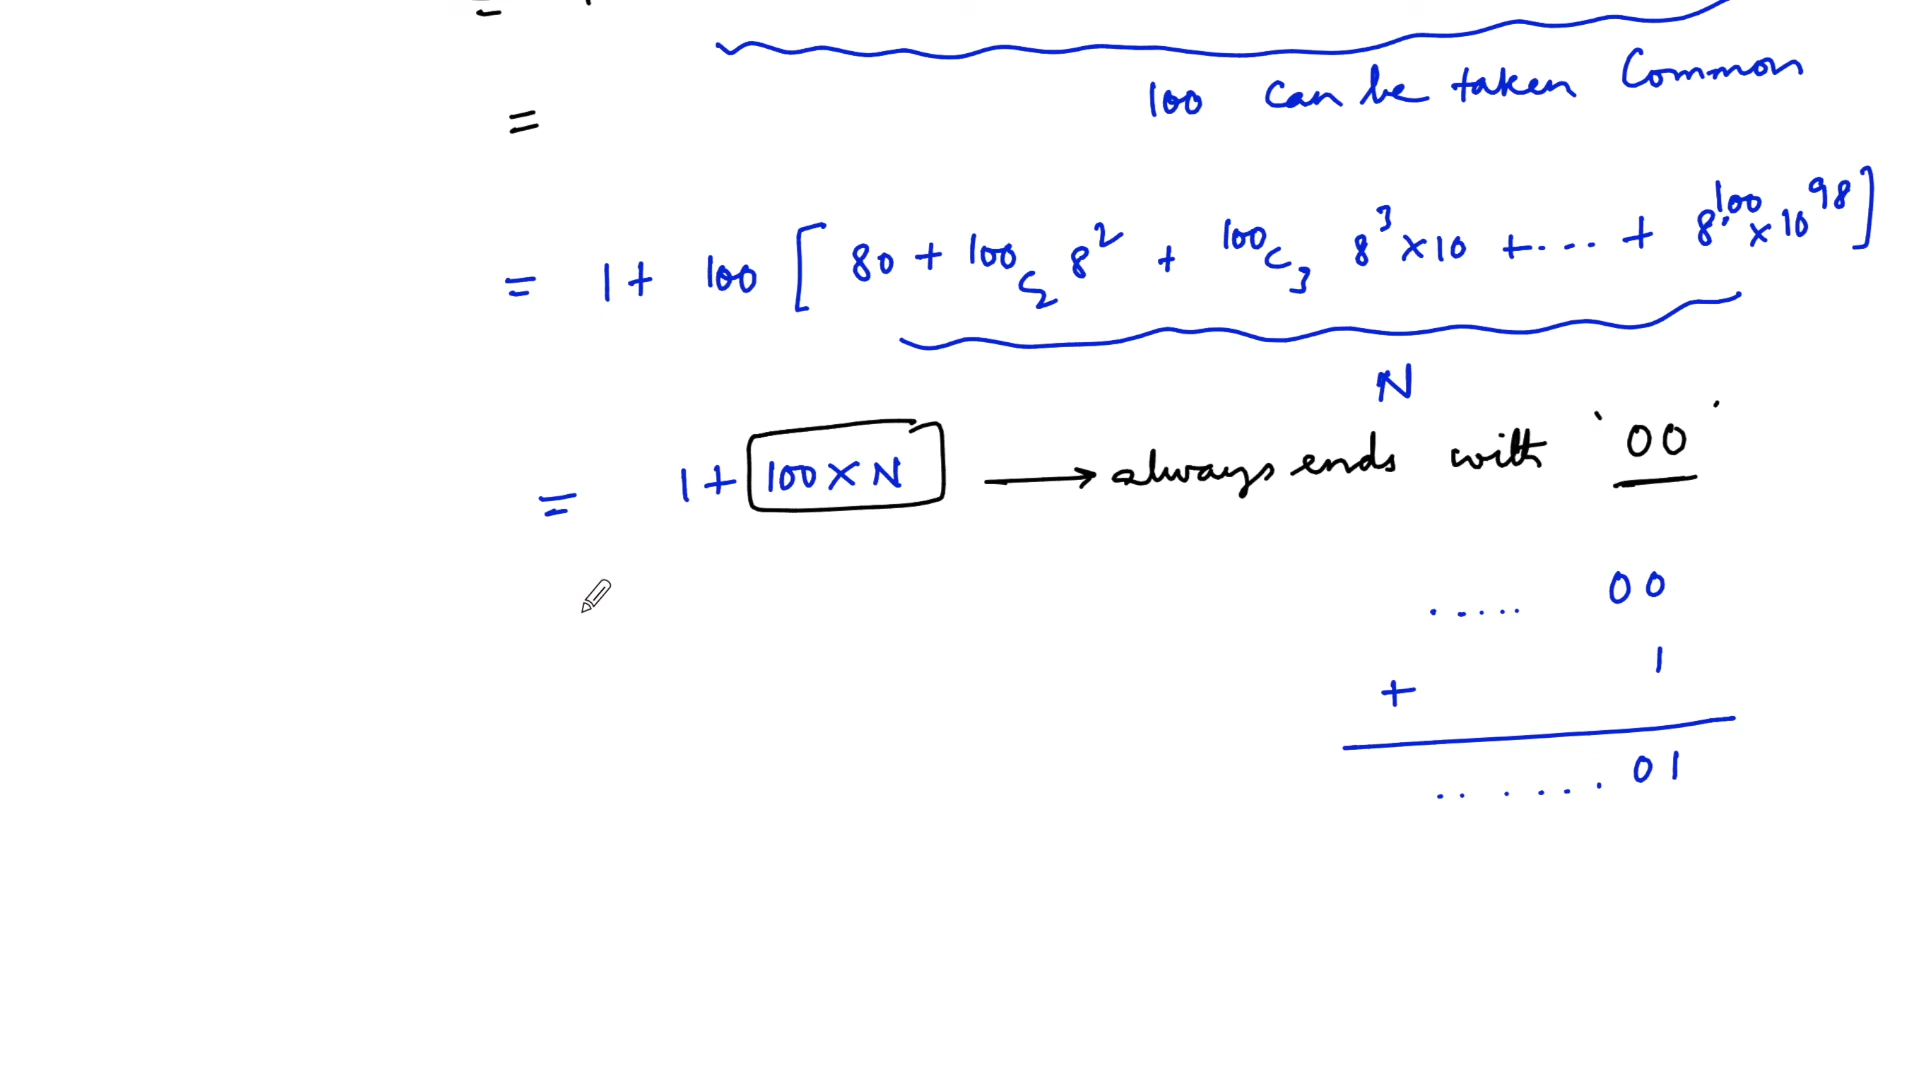 =
100 can be taken Common
=
= 1 + 100 [ 80 + 100C2 8^2 + 100C3 8^3 × 10 + .... + 8^100 × 10^98 ]
N
= 1 + 100 × N ⟶ always ends with '00'
..... 00
+ 1
....... 01